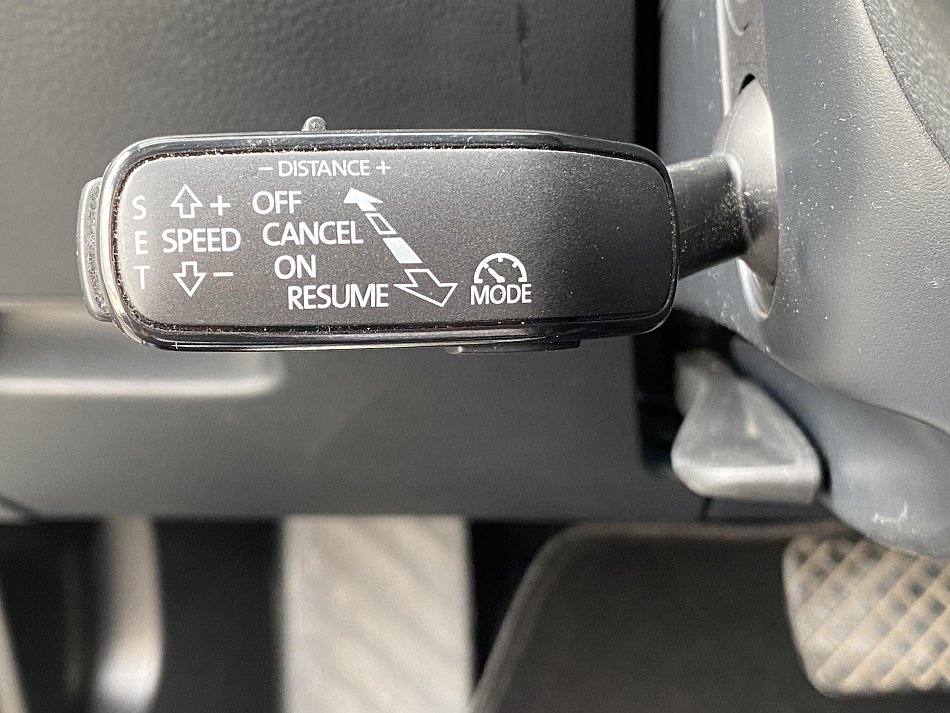 − DISTANCE +
S + OFF
E SPEED CANCEL
T − ON
RESUME MODE